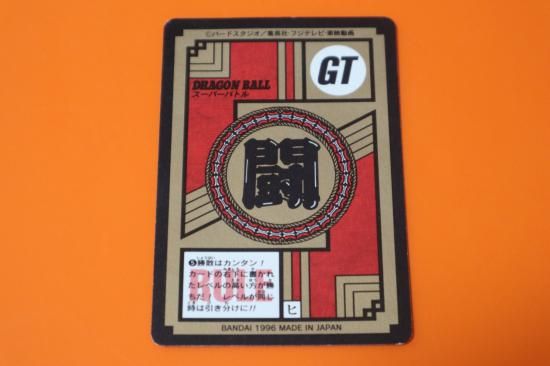 ©バードスタジオ／集英社・フジテレビ・東映動画
GT
DRAGON BALL
スーパーバトル
闘
RULE
❺勝敗はカンタン！
カードの右下に書かれ
たレベルの高い方が勝
ちだ！ レベルが同じ
時は引き分けに!!
ヒ
BANDAI 1996 MADE IN JAPAN